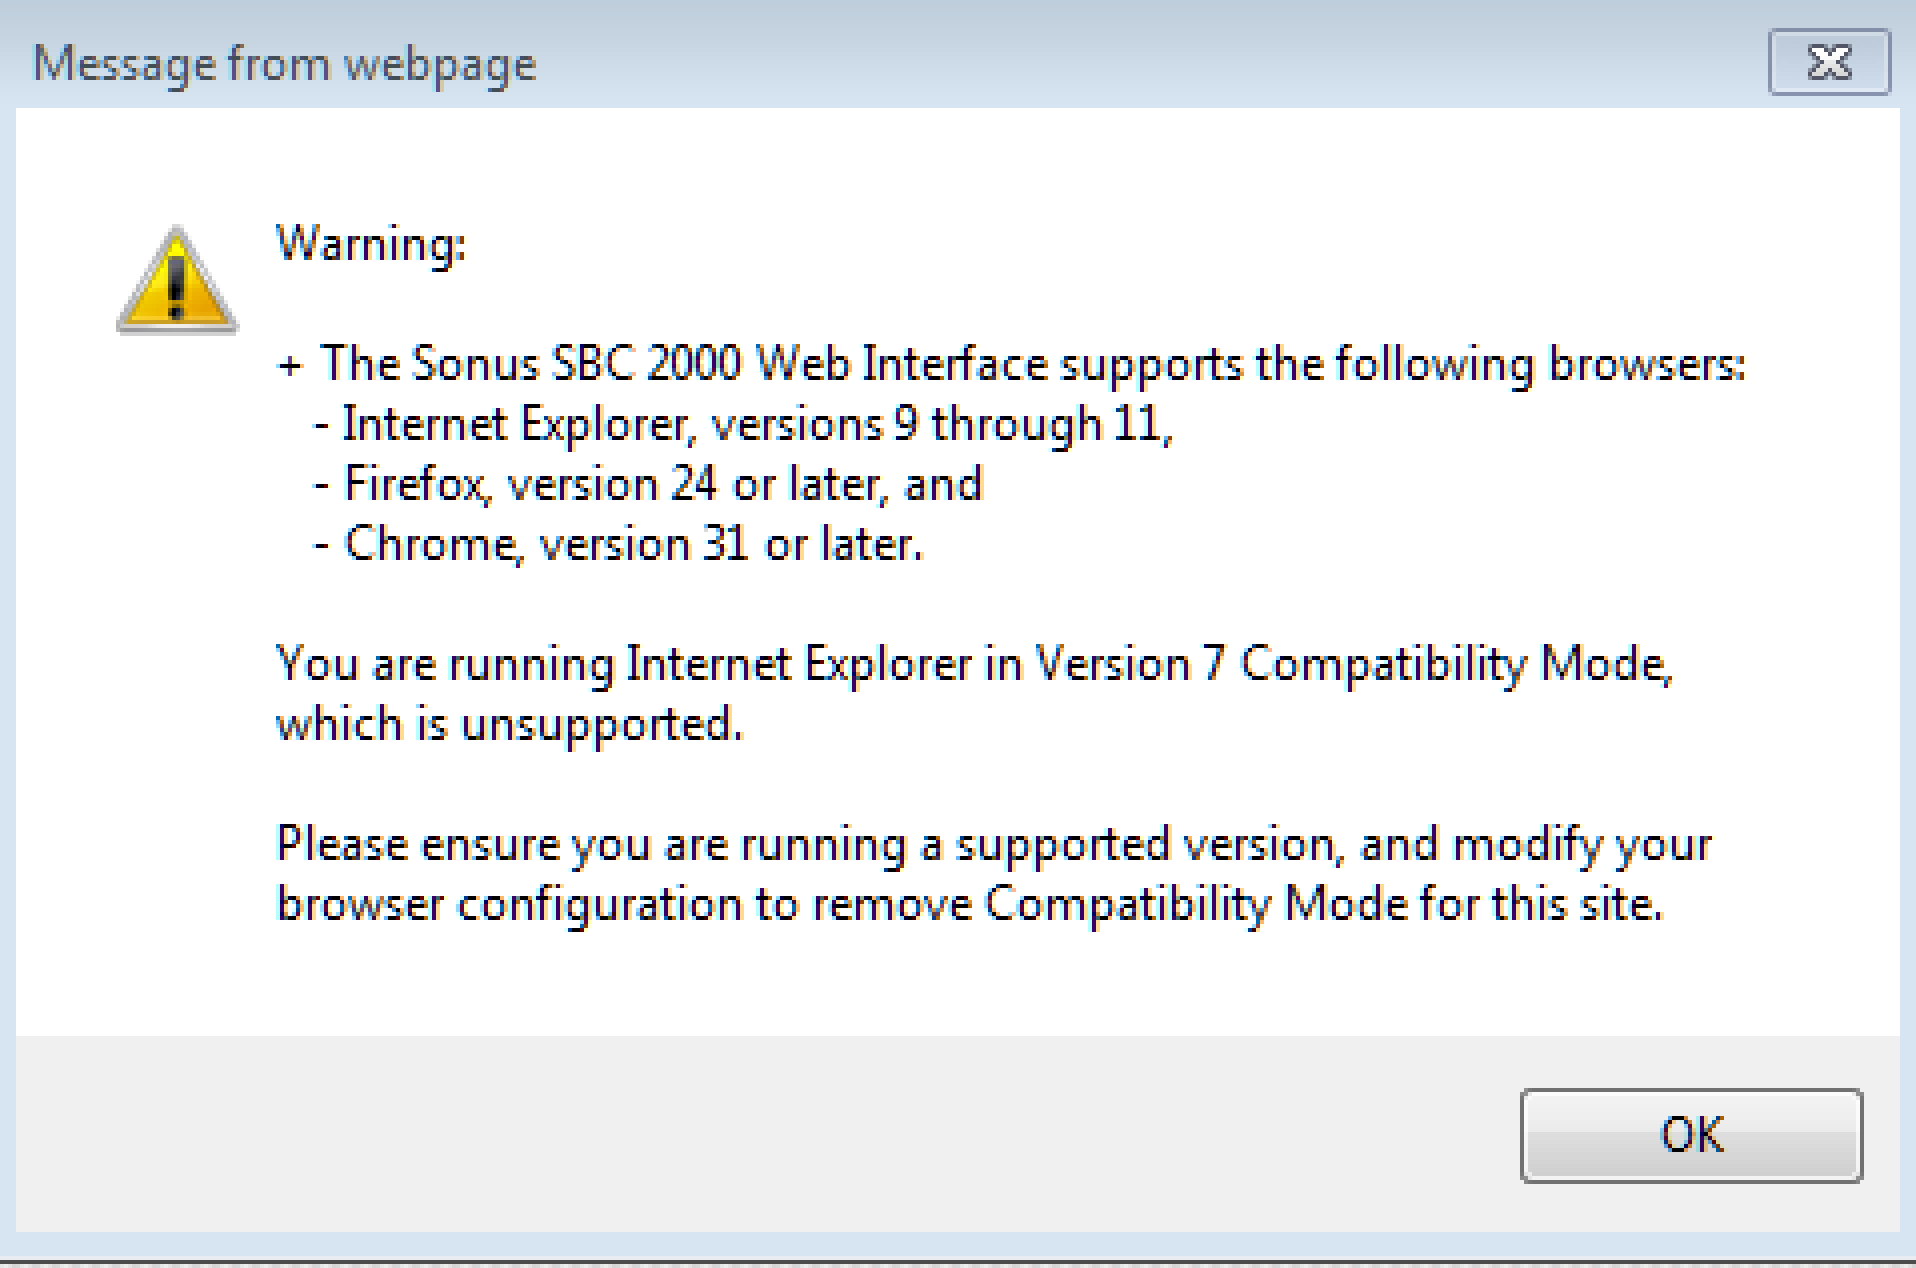 Message from webpage
Warning:
+ The Sonus SBC 2000 Web Interface supports the following browsers:
- Internet Explorer, versions 9 through 11,
- Firefox, version 24 or later, and
- Chrome, version 31 or later.
You are running Internet Explorer in Version 7 Compatibility Mode,
which is unsupported.
Please ensure you are running a supported version, and modify your
browser configuration to remove Compatibility Mode for this site.
OK